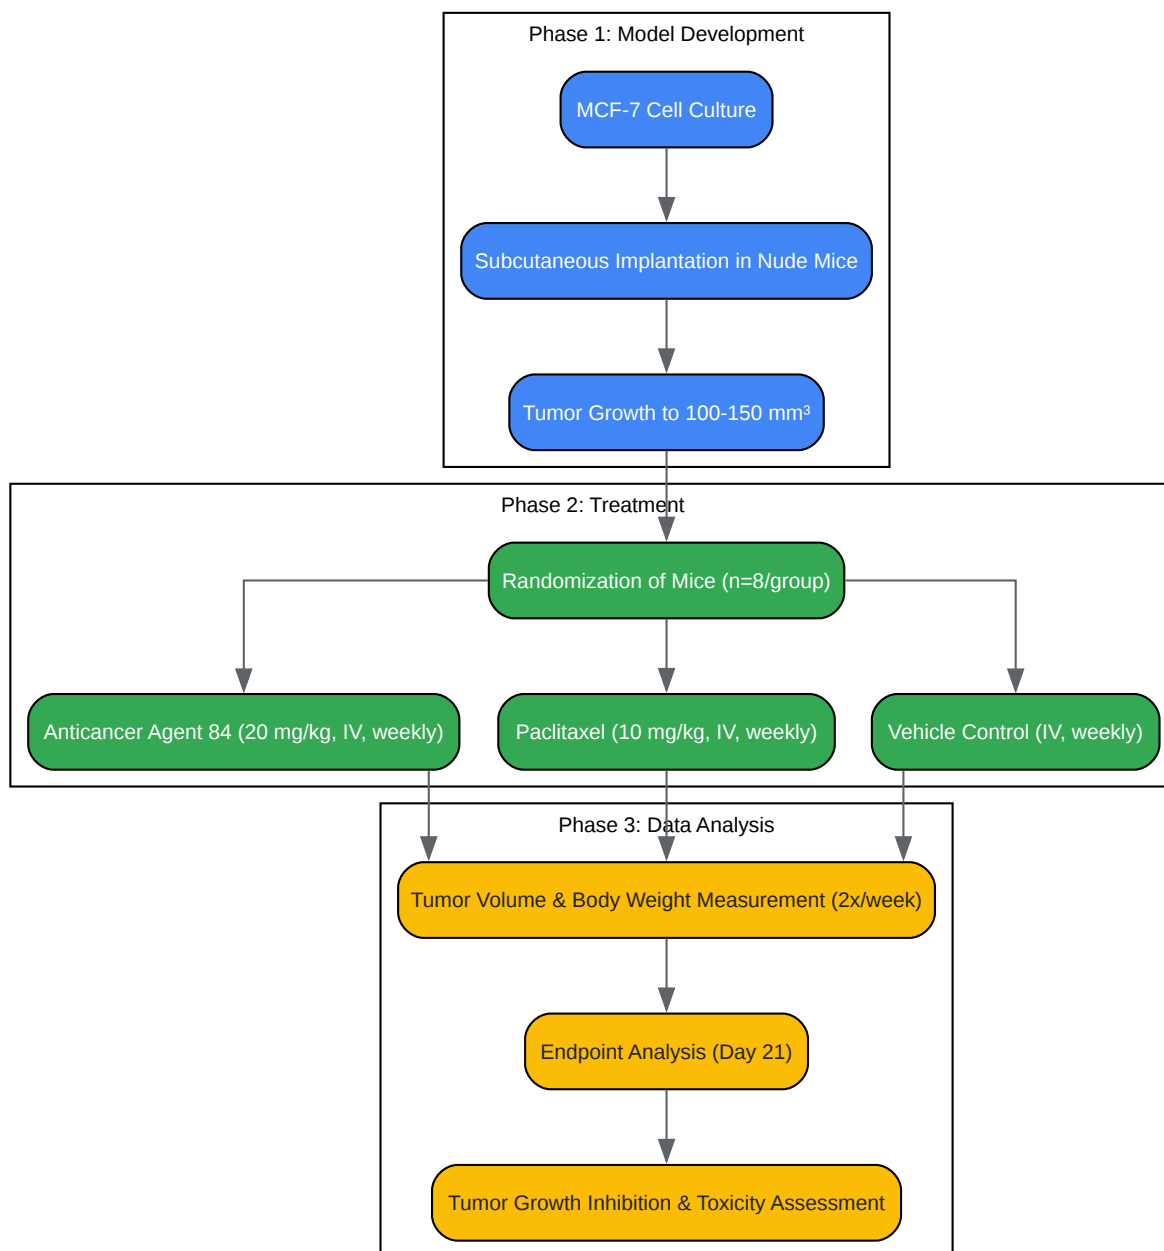 Phase 1: Model Development
MCF-7 Cell Culture
Subcutaneous Implantation in Nude Mice
Tumor Growth to 100-150 mm³
Phase 2: Treatment
Randomization of Mice (n=8/group)
Anticancer Agent 84 (20 mg/kg, IV, weekly)
Paclitaxel (10 mg/kg, IV, weekly)
Vehicle Control (IV, weekly)
Phase 3: Data Analysis
Tumor Volume & Body Weight Measurement (2x/week)
Endpoint Analysis (Day 21)
Tumor Growth Inhibition & Toxicity Assessment